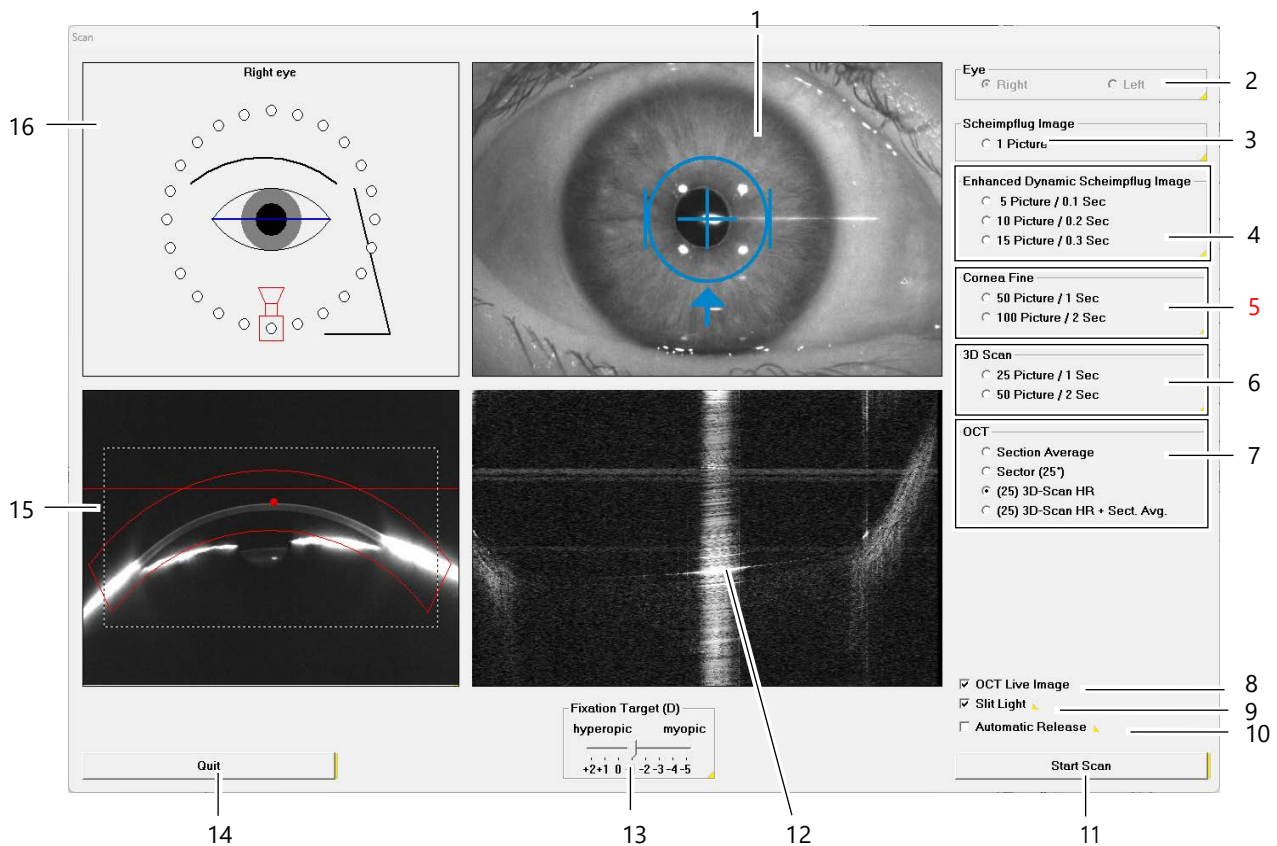 1
Scan
Right eye
16
Eye
Right Left
2
Scheimpflug Image
1 Picture
3
Enhanced Dynamic Scheimpflug Image
5 Picture / 0.1 Sec
10 Picture / 0.2 Sec
15 Picture / 0.3 Sec
4
Cornea Fine
50 Picture / 1 Sec
100 Picture / 2 Sec
5
3D Scan
25 Picture / 1 Sec
50 Picture / 2 Sec
6
OCT
Section Average
Sector (25°)
(25) 3D-Scan HR
(25) 3D-Scan HR + Sect. Avg.
7
15
OCT Live Image
8
Slit Light
9
Automatic Release
10
Fixation Target (D)
hyperopic myopic
+2 +1 0 -2 -3 -4 -5
Quit
Start Scan
14
13
12
11